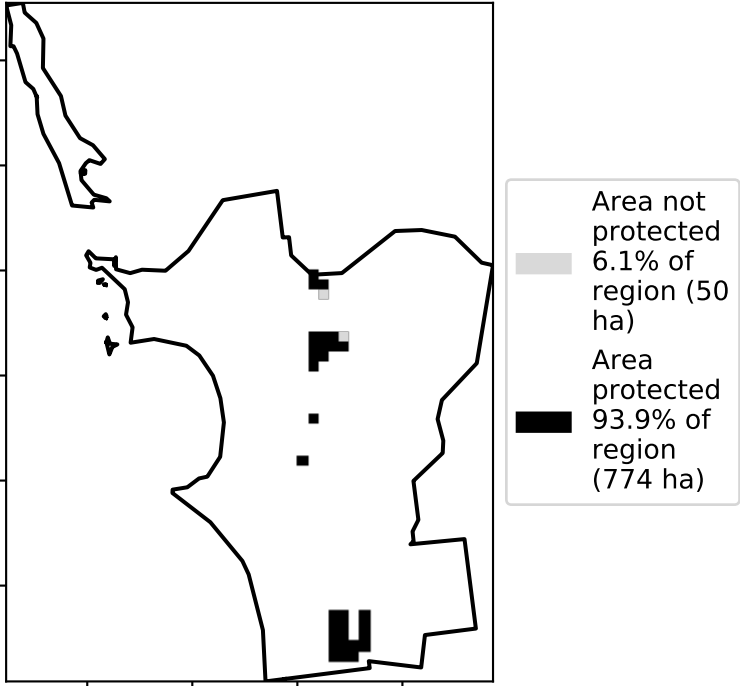 Area not
protected
6.1% of
region (50
ha)
Area
protected
93.9% of
region
(774 ha)